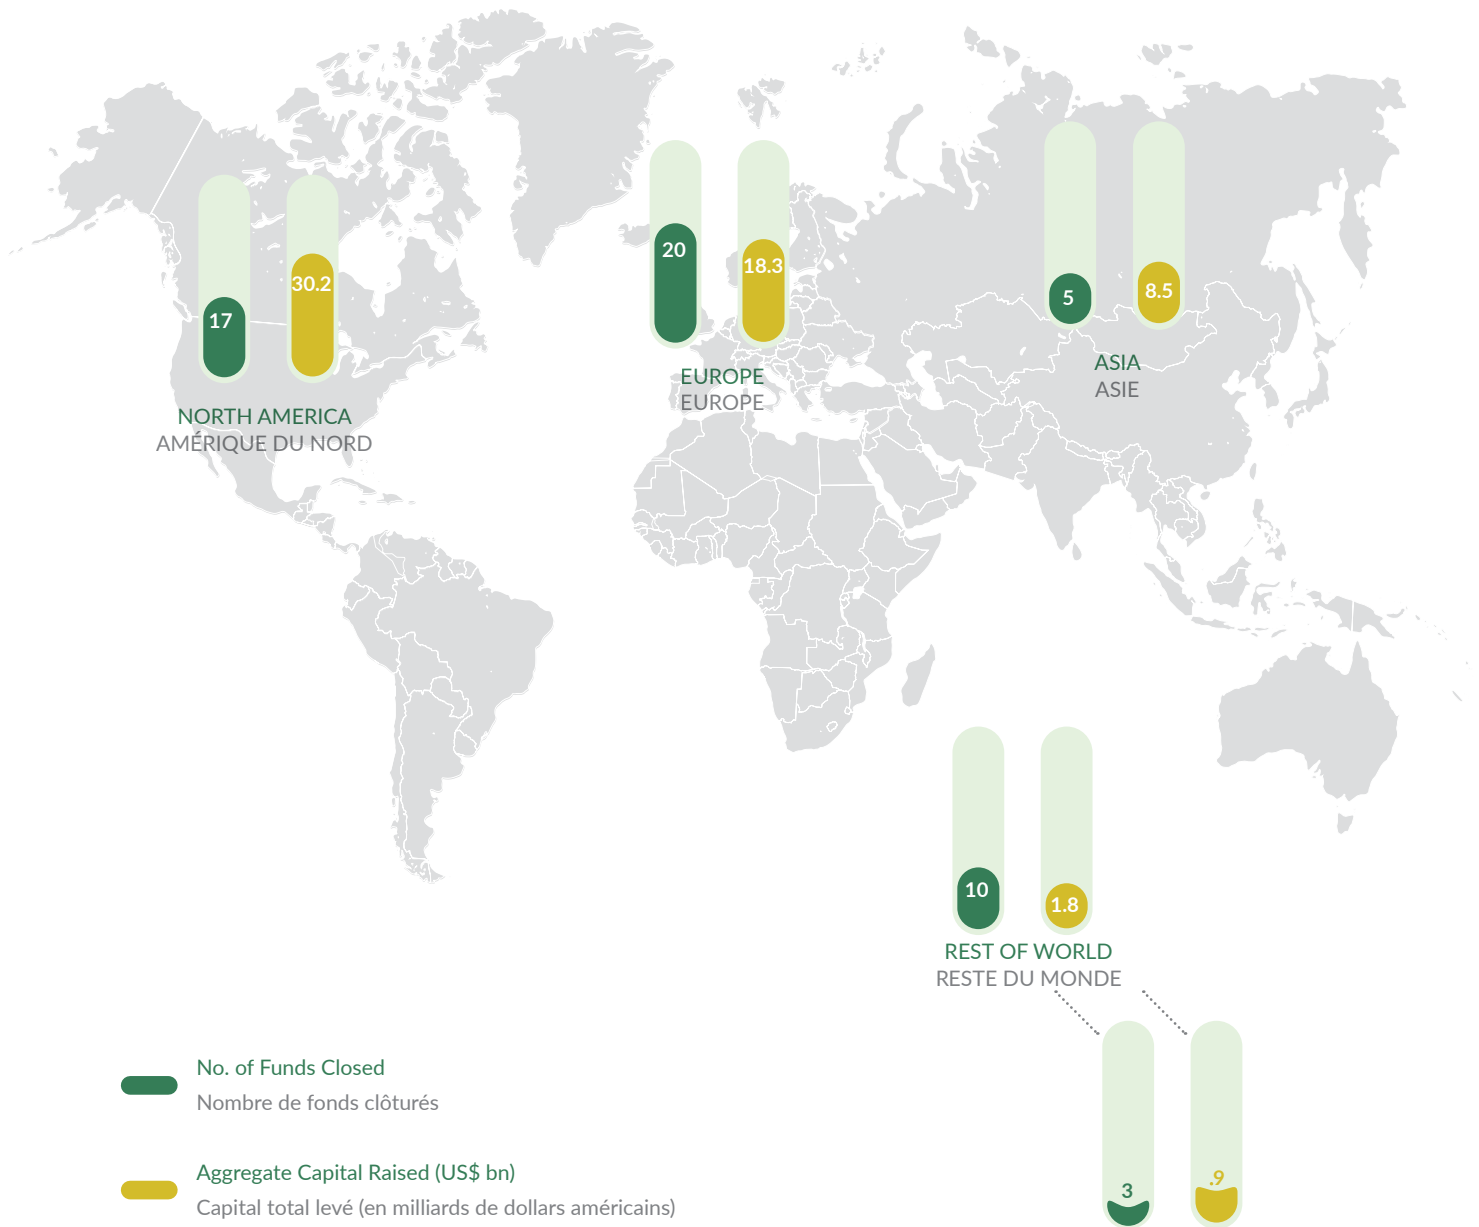 17
30.2
NORTH AMERICA
AMÉRIQUE DU NORD
20
18.3
EUROPE
EUROPE
5
8.5
ASIA
ASIE
10
1.8
REST OF WORLD
RESTE DU MONDE
3
.9
No. of Funds Closed
Nombre de fonds clôturés
Aggregate Capital Raised (US$ bn)
Capital total levé (en milliards de dollars américains)